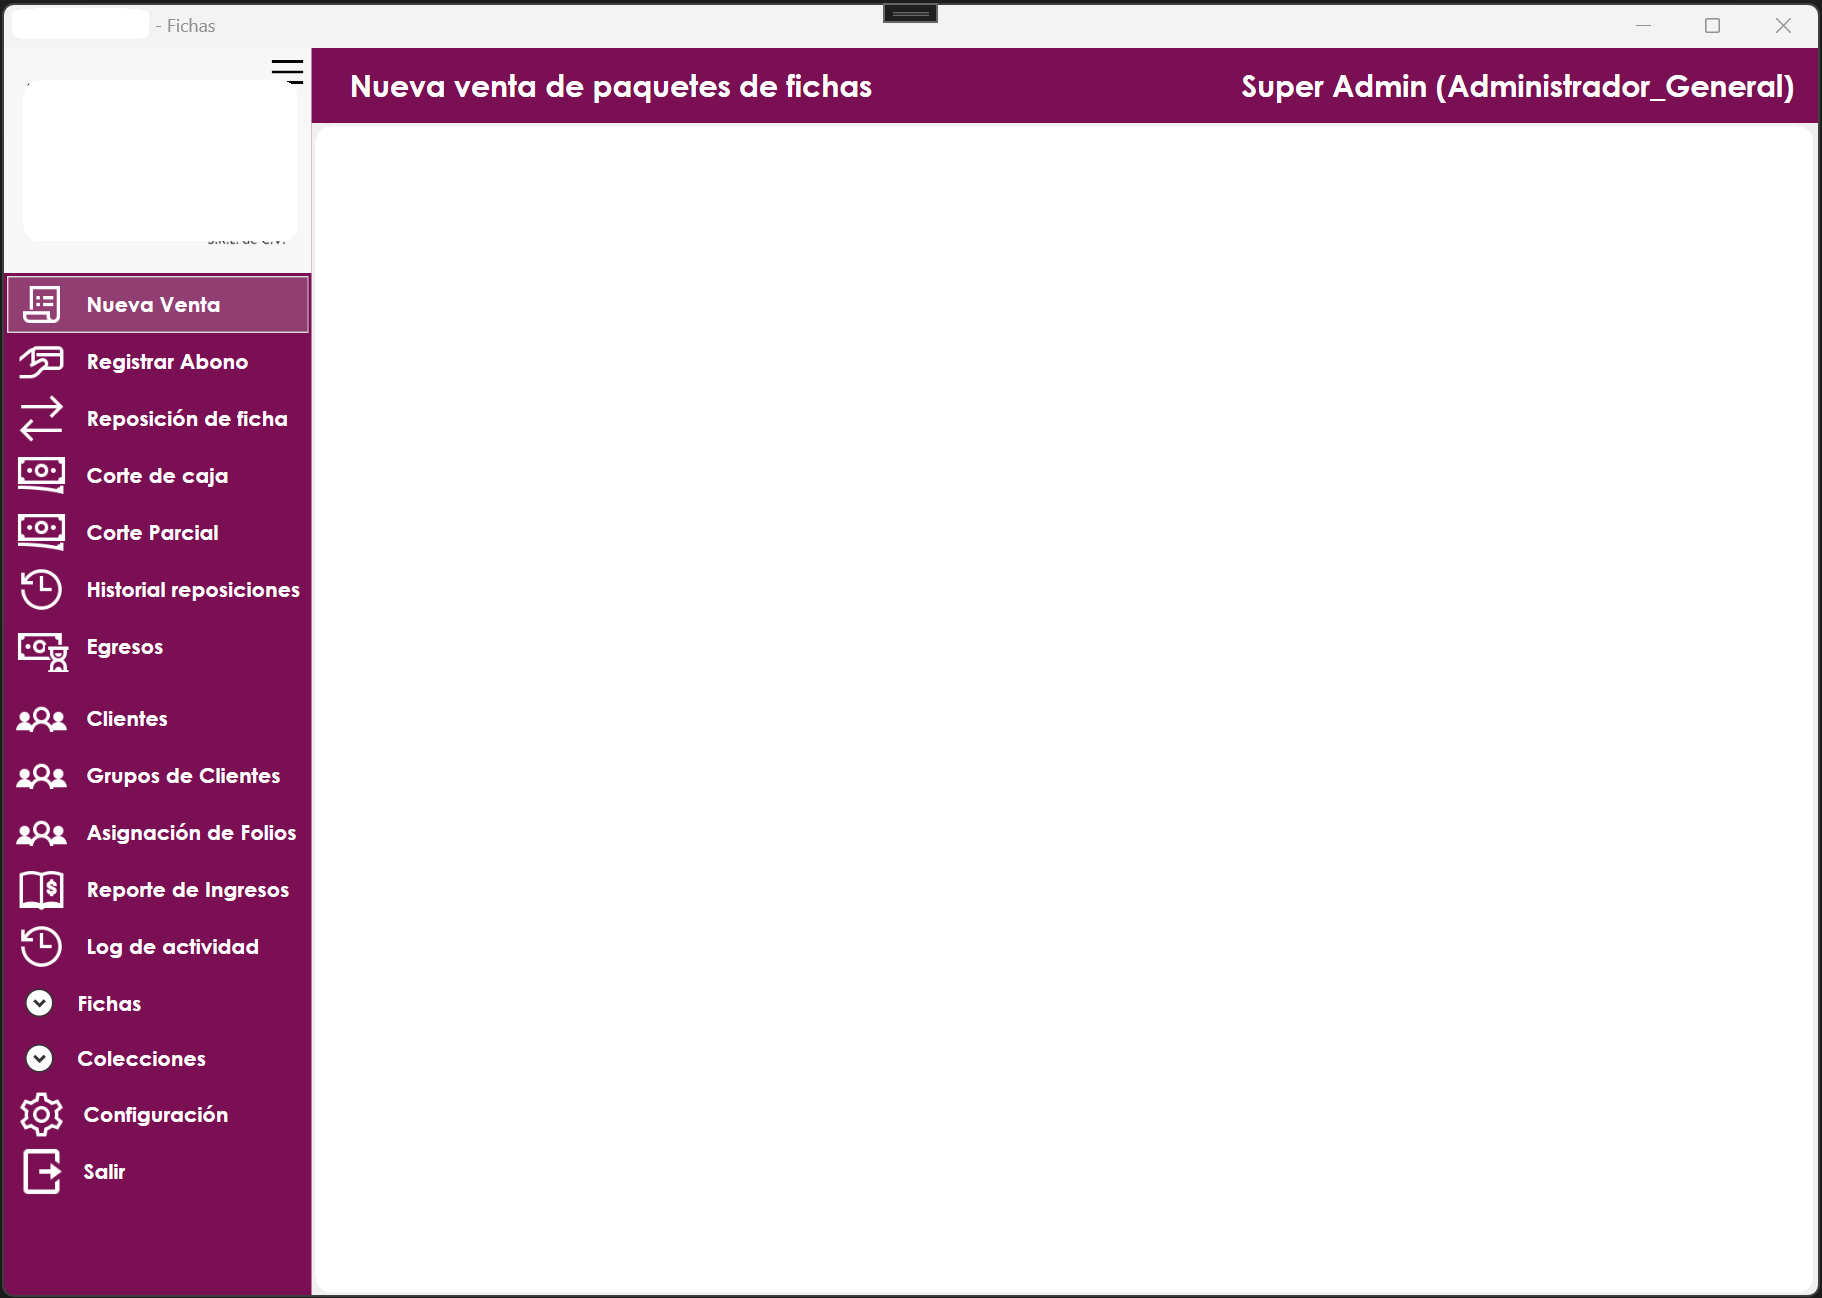 - Fichas
Nueva venta de paquetes de fichas
Super Admin (Administrador_General)
Nueva Venta
Registrar Abono
Reposición de ficha
Corte de caja
Corte Parcial
Historial reposiciones
Egresos
Clientes
Grupos de Clientes
Asignación de Folios
Reporte de Ingresos
Log de actividad
Fichas
Colecciones
Configuración
Salir